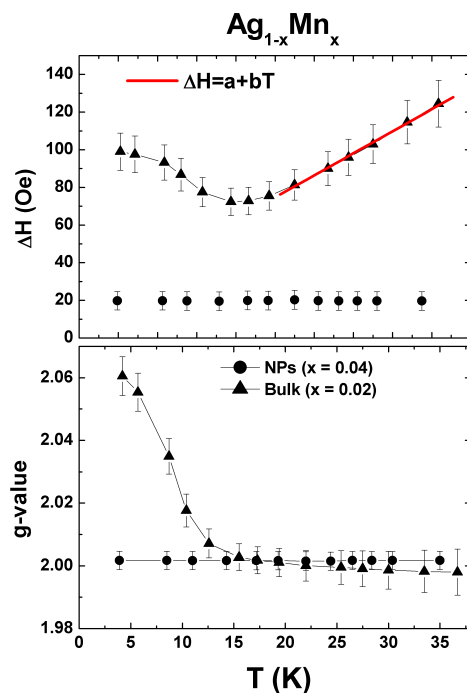 Ag₁₋ₓMnₓ
140
ΔH=a+bT
120
100
80
60
40
20
0
ΔH (Oe)
NPs (x = 0.04)
Bulk (x = 0.02)
2.06
2.04
2.02
2.00
1.98
g-value
0 5 10 15 20 25 30 35
T (K)